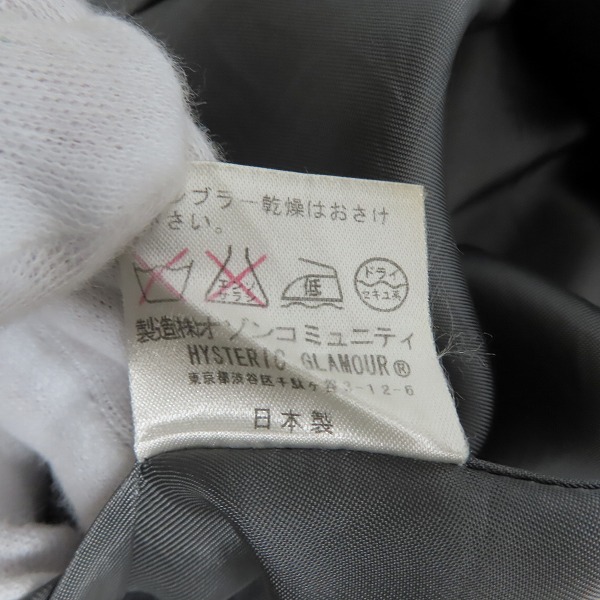 ンブラー乾燥はおさけ
さい。
エンソ
サラシ
低
ドライ
セキユ系
製造㈱オゾンコミュニティ
HYSTERIC GLAMOUR®
東京都渋谷区千駄ケ谷3-12-6
日本製